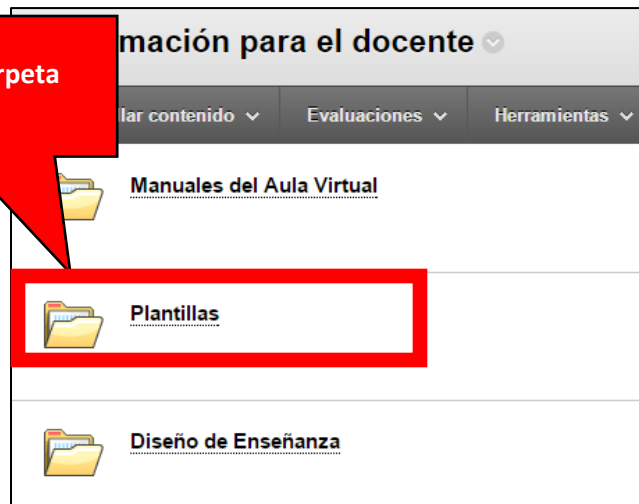 mación para el docente
rpeta
lar contenido Evaluaciones Herramientas
Manuales del Aula Virtual
Plantillas
Diseño de Enseñanza